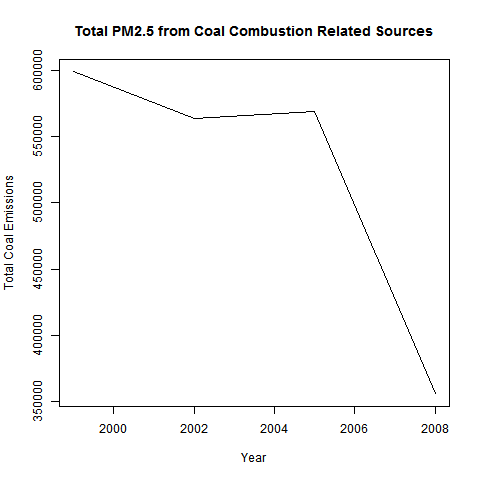 Total PM2.5 from Coal Combustion Related Sources
600000
550000
500000
450000
400000
350000
Total Coal Emissions
2000 2002 2004 2006 2008
Year